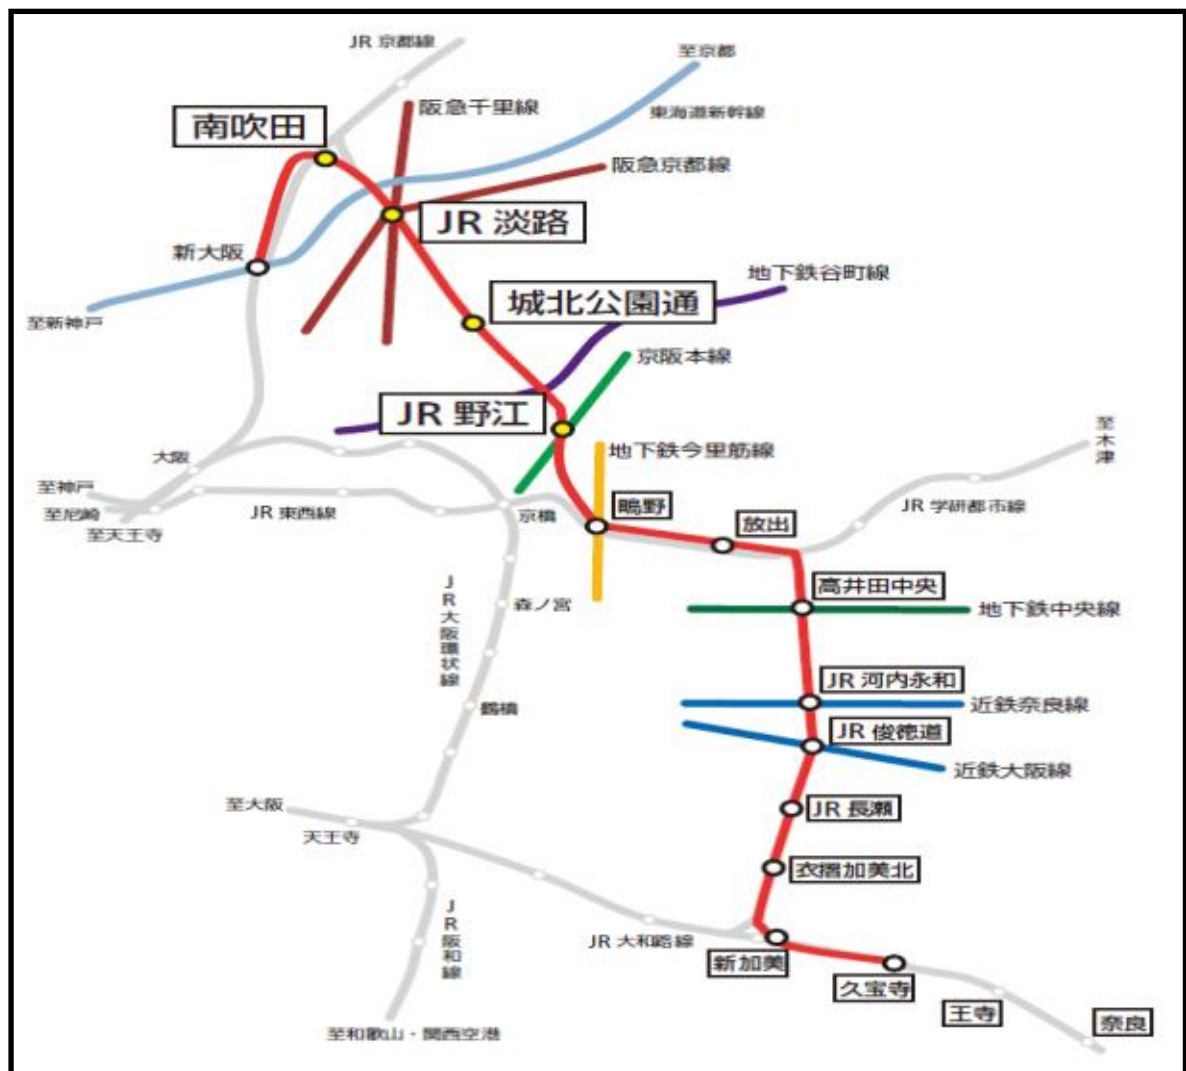 JR 京都線
至京都
阪急千里線
東海道新幹線
南吹田
阪急京都線
JR 淡路
新大阪
地下鉄谷町線
城北公園通
至新神戸
京阪本線
JR 野江
至木津
地下鉄今里筋線
大阪
至神戸
JR 学研都市線
至尼崎
JR 東西線
京橋
鴫野
放出
至天王寺
高井田中央
JR大阪環状線
森ノ宮
地下鉄中央線
JR 河内永和
鶴橋
近鉄奈良線
JR 俊徳道
近鉄大阪線
至大阪
JR 長瀬
天王寺
衣摺加美北
JR阪和線
JR 大和路線
新加美
久宝寺
王寺
奈良
至和歌山・関西空港